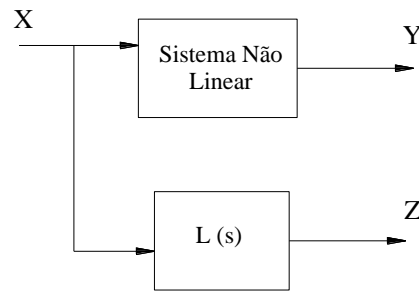 X
Sistema Não
Linear
Y
L (s)
Z